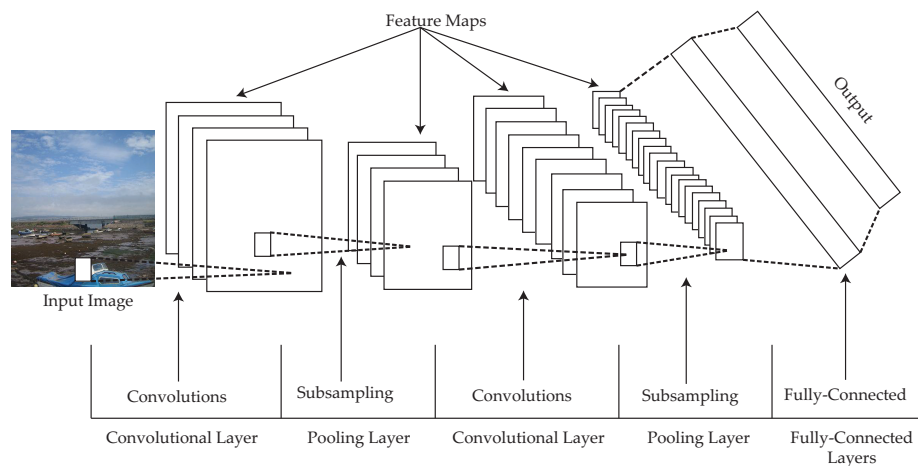 Feature Maps
Output
Input Image
Convolutions
Subsampling
Convolutions
Subsampling
Fully-Connected
Convolutional Layer
Pooling Layer
Convolutional Layer
Pooling Layer
Fully-Connected
Layers